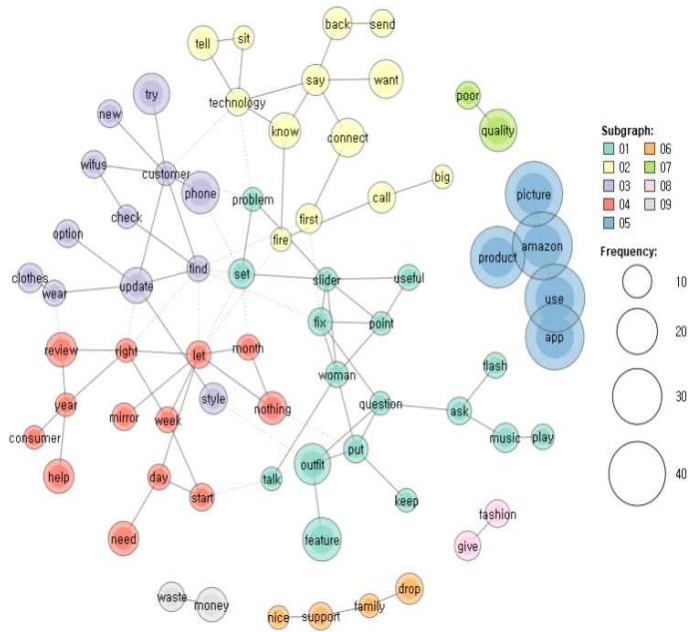 back send
tell sit
say want
technology
try
new
know connect
poor
quality
wifus
customer
phone
problem
check
first
call
big
option
fire
find
set
slider
useful
clothes
wear
update
fix
point
picture
amazon
product
use
app
review
right
let
month
woman
flash
year
style
nothing
question
ask
mirror
week
consumer
music play
help
day
start
talk
outfit
put
keep
need
feature
fashion
give
waste
money
nice support family drop
Subgraph:
01 06
02 07
03 08
04 09
05
Frequency:
10
20
30
40